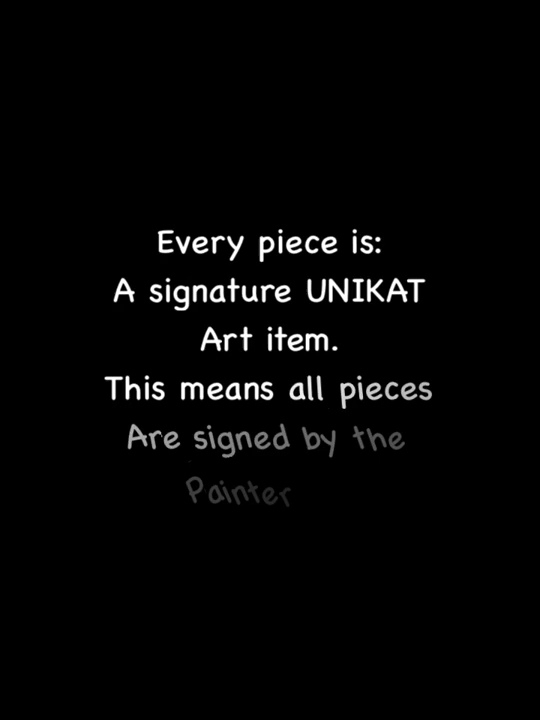 Every piece is:
A signature UNIKAT
Art item.
This means all pieces
Are signed by the
Painter